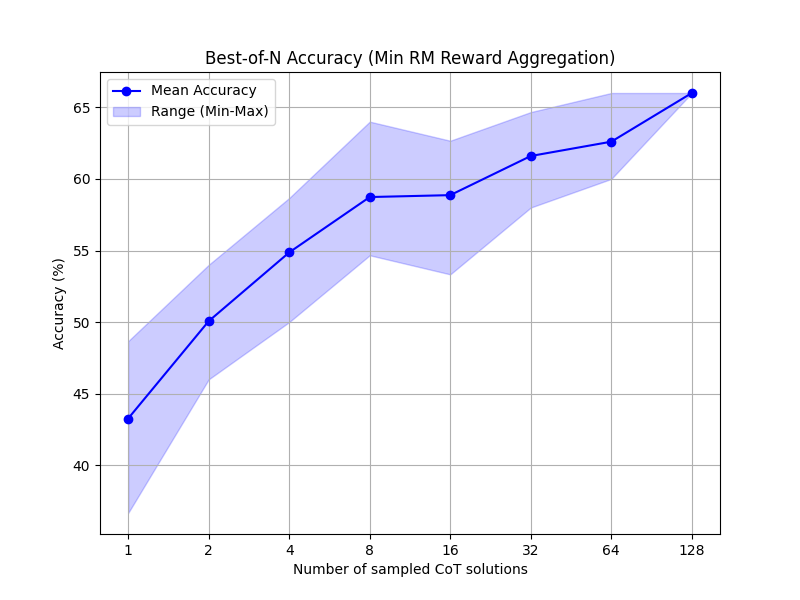 Best-of-N Accuracy (Min RM Reward Aggregation)
Mean Accuracy
Range (Min-Max)
Accuracy (%)
65
60
55
50
45
40
1 2 4 8 16 32 64 128
Number of sampled CoT solutions